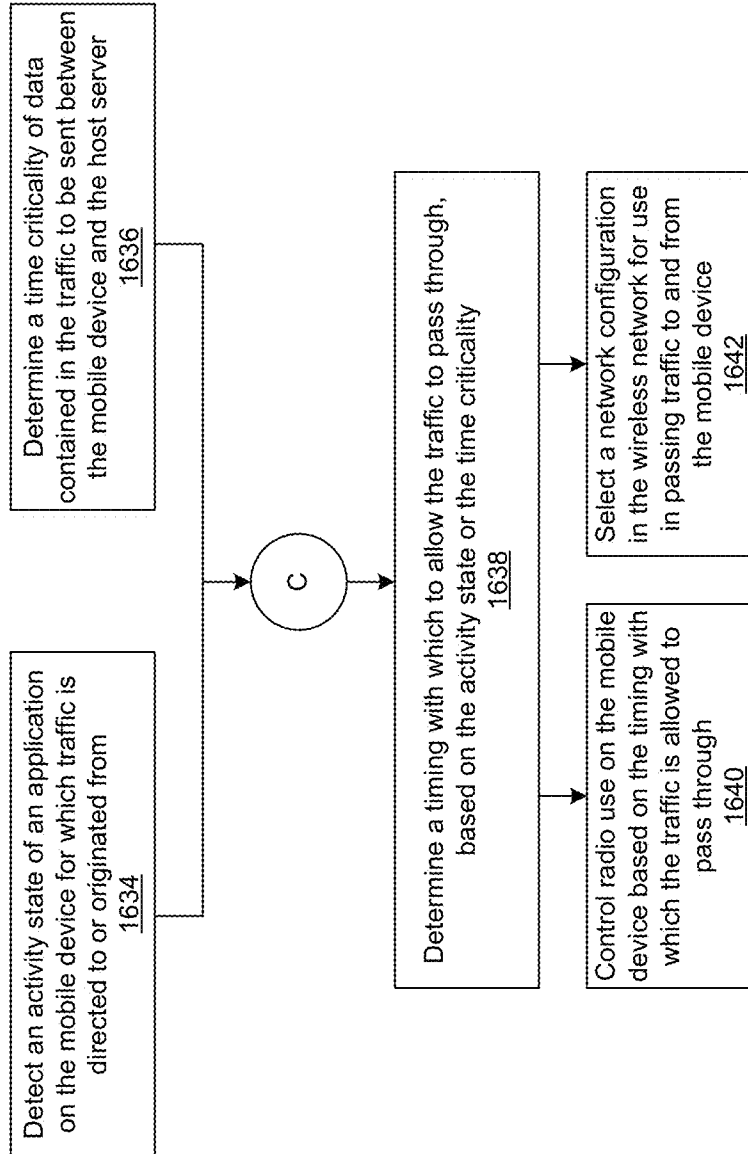 Detect an activity state of an application
on the mobile device for which traffic is
directed to or originated from
1634
Determine a time criticality of data
contained in the traffic to be sent between
the mobile device and the host server
1636
C
Determine a timing with which to allow the traffic to pass through,
based on the activity state or the time criticality
1638
Control radio use on the mobile
device based on the timing with
which the traffic is allowed to
pass through
1640
Select a network configuration
in the wireless network for use
in passing traffic to and from
the mobile device
1642